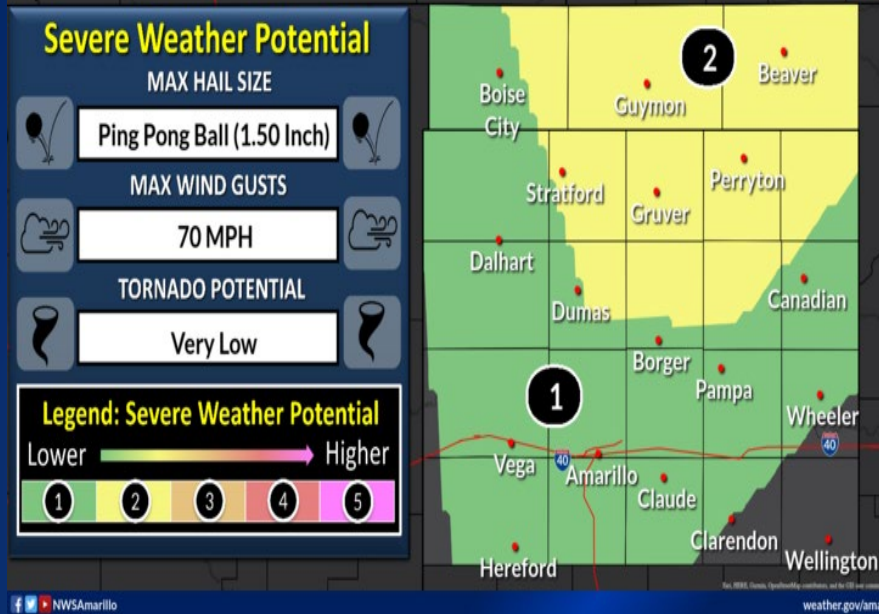 Severe Weather Potential
MAX HAIL SIZE
Ping Pong Ball (1.50 Inch)
MAX WIND GUSTS
70 MPH
TORNADO POTENTIAL
Very Low
Legend: Severe Weather Potential
Lower Higher
1 2 3 4 5
2
Beaver
Boise
City
Guymon
Stratford
Perryton
Gruver
Dalhart
Canadian
Dumas
Borger
Pampa
1
Wheeler
40
Vega
40
Amarillo
Claude
Clarendon
Hereford
Wellington
NWSAmarillo
weather.gov/ama